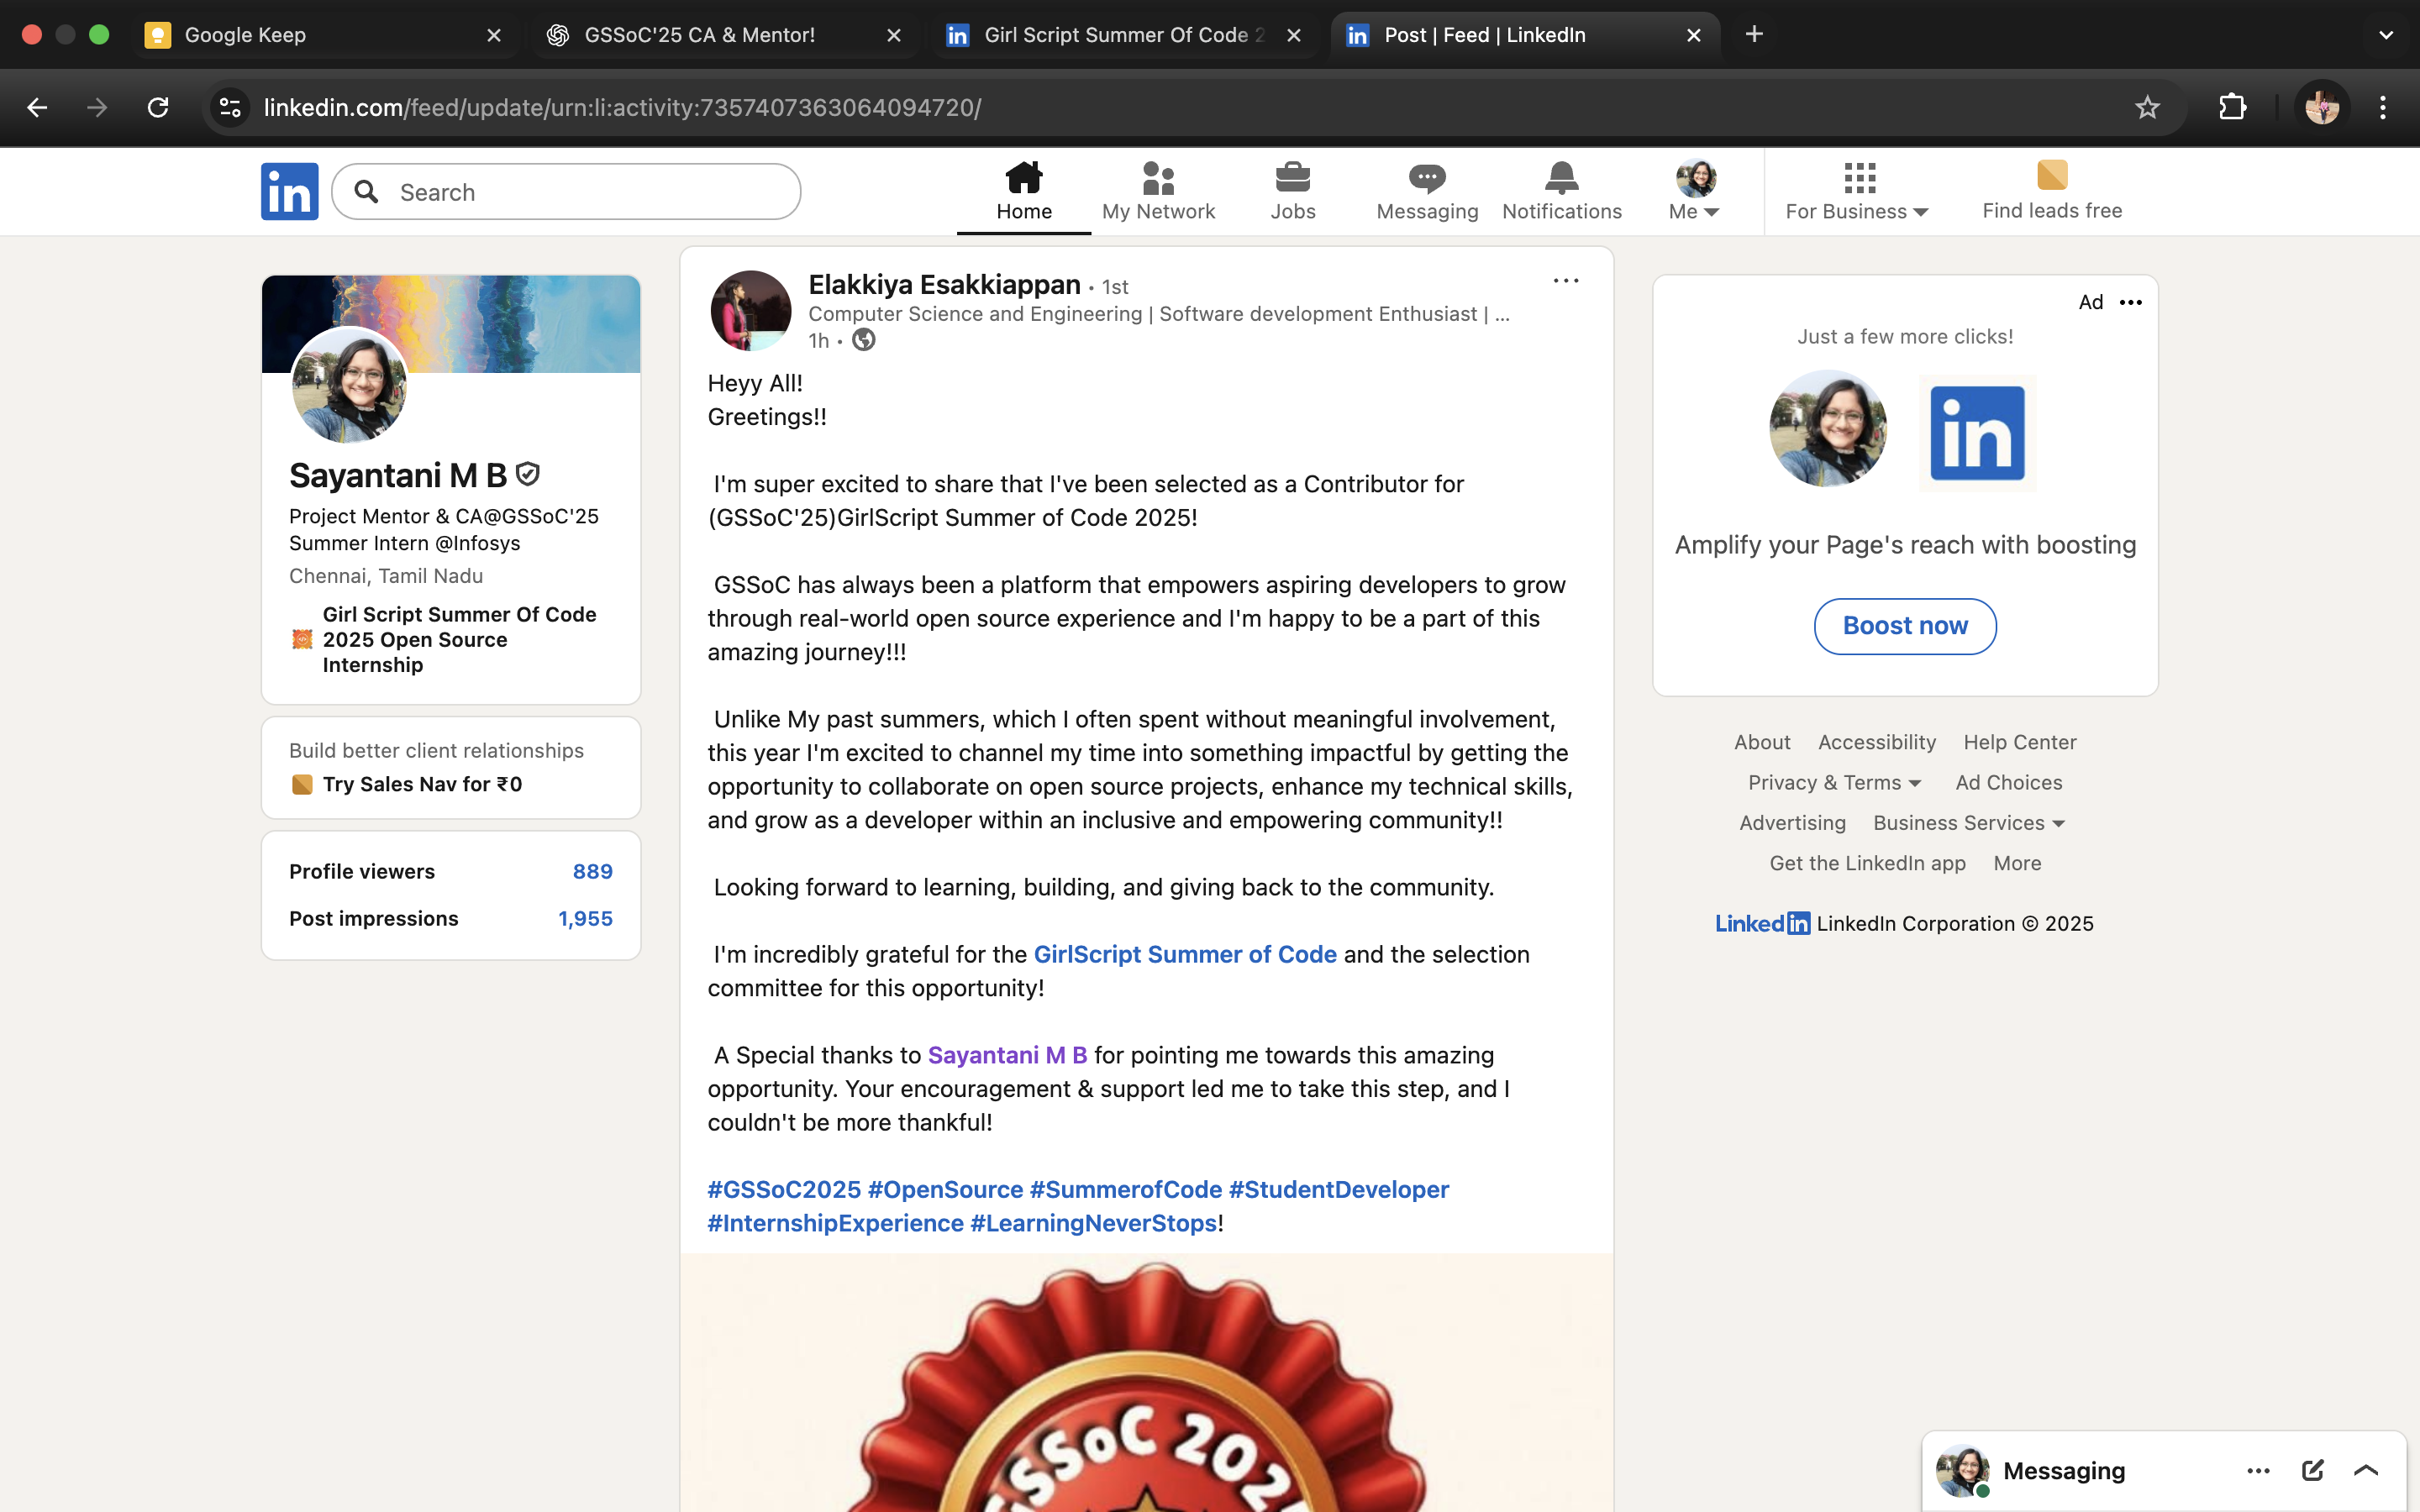 Google Keep
GSSoC'25 CA & Mentor!
Girl Script Summer Of Code 2
Post | Feed | LinkedIn
linkedin.com/feed/update/urn:li:activity:7357407363064094720/
in
Search
Home
My Network
Jobs
Messaging
Notifications
Me
For Business
Find leads free
Sayantani M B
Project Mentor & CA@GSSoC'25
Summer Intern @Infosys
Chennai, Tamil Nadu
Girl Script Summer Of Code
2025 Open Source
Internship
Build better client relationships
Try Sales Nav for ₹0
Profile viewers 889
Post impressions 1,955
Elakkiya Esakkiappan • 1st
Computer Science and Engineering | Software development Enthusiast | ...
1h •
Heyy All!
Greetings!!
I'm super excited to share that I've been selected as a Contributor for
(GSSoC'25)GirlScript Summer of Code 2025!
GSSoC has always been a platform that empowers aspiring developers to grow
through real-world open source experience and I'm happy to be a part of this
amazing journey!!!
Unlike My past summers, which I often spent without meaningful involvement,
this year I'm excited to channel my time into something impactful by getting the
opportunity to collaborate on open source projects, enhance my technical skills,
and grow as a developer within an inclusive and empowering community!!
Looking forward to learning, building, and giving back to the community.
I'm incredibly grateful for the GirlScript Summer of Code and the selection
committee for this opportunity!
A Special thanks to Sayantani M B for pointing me towards this amazing
opportunity. Your encouragement & support led me to take this step, and I
couldn't be more thankful!
#GSSoC2025 #OpenSource #SummerofCode #StudentDeveloper
#InternshipExperience #LearningNeverStops!
GSSoC 202
Ad
Just a few more clicks!
in
Amplify your Page's reach with boosting
Boost now
About Accessibility Help Center
Privacy & Terms Ad Choices
Advertising Business Services
Get the LinkedIn app More
LinkedIn LinkedIn Corporation © 2025
Messaging